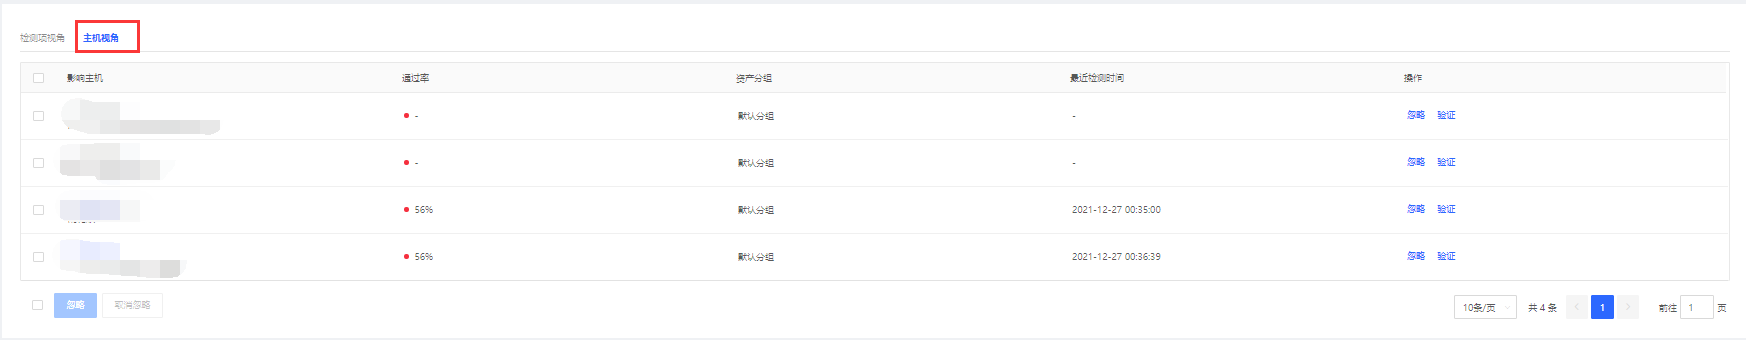 检测项视角 主机视角
影响主机 通过率 资产分组 最近检测时间 操作
- 默认分组 - 忽略 验证
- 默认分组 - 忽略 验证
56% 默认分组 2021-12-27 00:35:00 忽略 验证
56% 默认分组 2021-12-27 00:36:39 忽略 验证
忽略 取消忽略 10条/页 共 4 条 1 前往 1 页